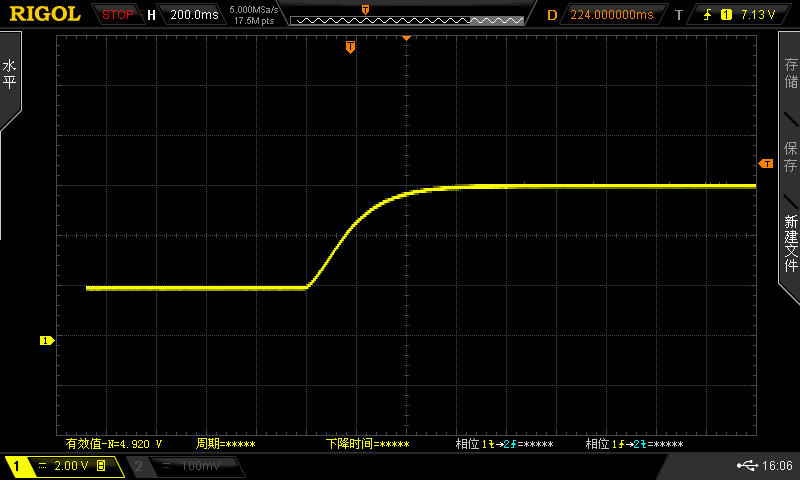 RIGOL STOP H 200.0ms 5.000MSa/s D 224.000000ms T 1 7.13 V
17.5M pts
T
T
水平
存储
保存
T
新建文件
1
有效值-N=4.920 V 周期=***** 下降时间=***** 相位1→2=***** 相位1→2=*****
1 2.00 V B 2 100mV 16:06